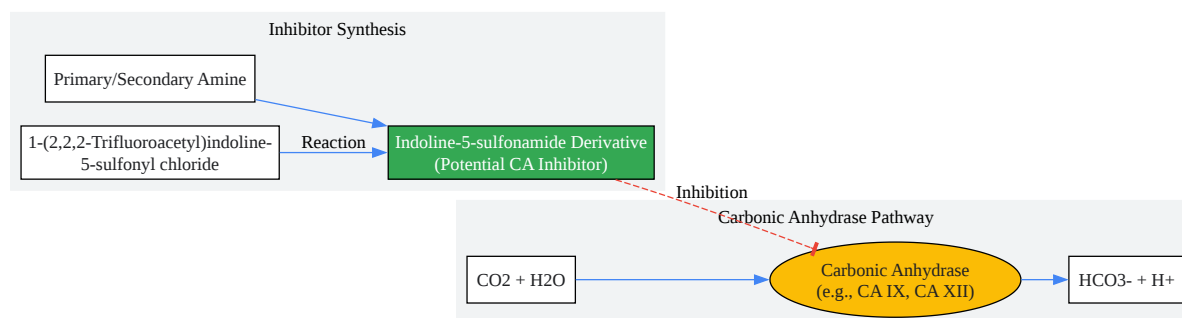 Inhibitor Synthesis
Primary/Secondary Amine
1-(2,2,2-Trifluoroacetyl)indoline-
5-sulfonyl chloride
Reaction
Indoline-5-sulfonamide Derivative
(Potential CA Inhibitor)
Inhibition
Carbonic Anhydrase Pathway
CO2 + H2O
Carbonic Anhydrase
(e.g., CA IX, CA XII)
HCO3- + H+